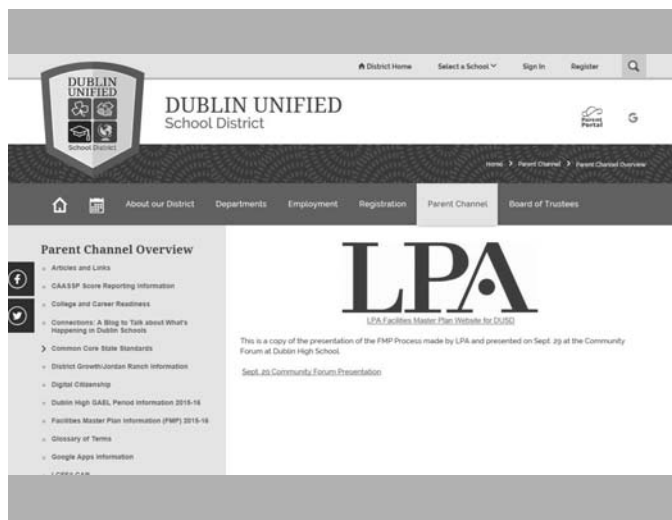 District Home
Select a School
Sign In
Register
DUBLIN
UNIFIED
School District
DUBLIN UNIFIED
School District
Parent
Portal
G
Home > Parent Channel > Parent Channel Overview
About our District
Departments
Employment
Registration
Parent Channel
Board of Trustees
Parent Channel Overview
Articles and Links
CAASSP Score Reporting Information
College and Career Readiness
Connections: A Blog to Talk about What's
Happening in Dublin Schools
Common Core State Standards
District Growth/Jordan Ranch Information
Digital Citizenship
Dublin High GAEL Period Information 2015-16
Facilities Master Plan Information (FMP) 2015-16
Glossary of Terms
Google Apps Information
LPA
LPA Facilities Master Plan Website for DUSD
This is a copy of the presentation of the FMP Process made by LPA and presented on Sept. 29 at the Community
Forum at Dublin High School.
Sept. 29 Community Forum Presentation